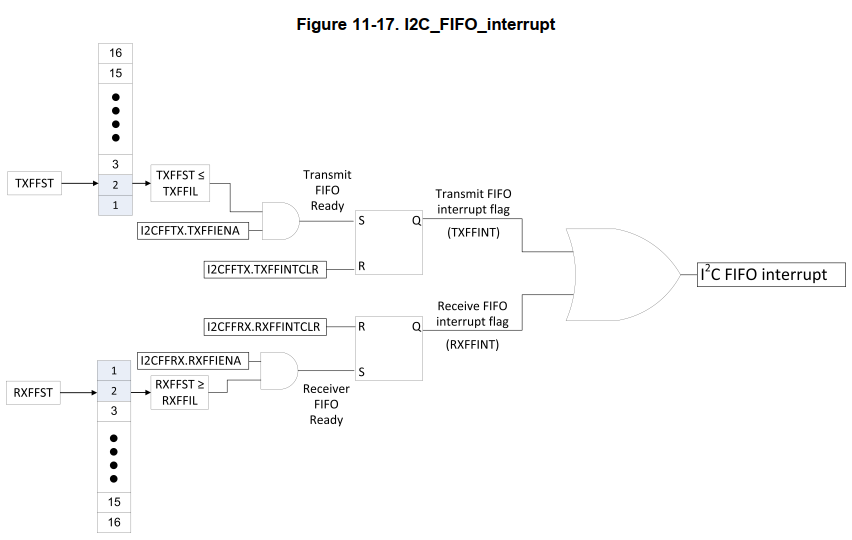 Figure 11-17. I2C_FIFO_interrupt
16
15
3
2
1
TXFFST
TXFFST ≤
TXFFIL
I2CFFTX.TXFFIENA
Transmit
FIFO
Ready
I2CFFTX.TXFFINTCLR
S
Q
R
Transmit FIFO
interrupt flag
(TXFFINT)
I2C FIFO interrupt
I2CFFRX.RXFFINTCLR
R
Q
S
Receive FIFO
interrupt flag
(RXFFINT)
I2CFFRX.RXFFIENA
RXFFST ≥
RXFFIL
Receiver
FIFO
Ready
RXFFST
1
2
3
15
16